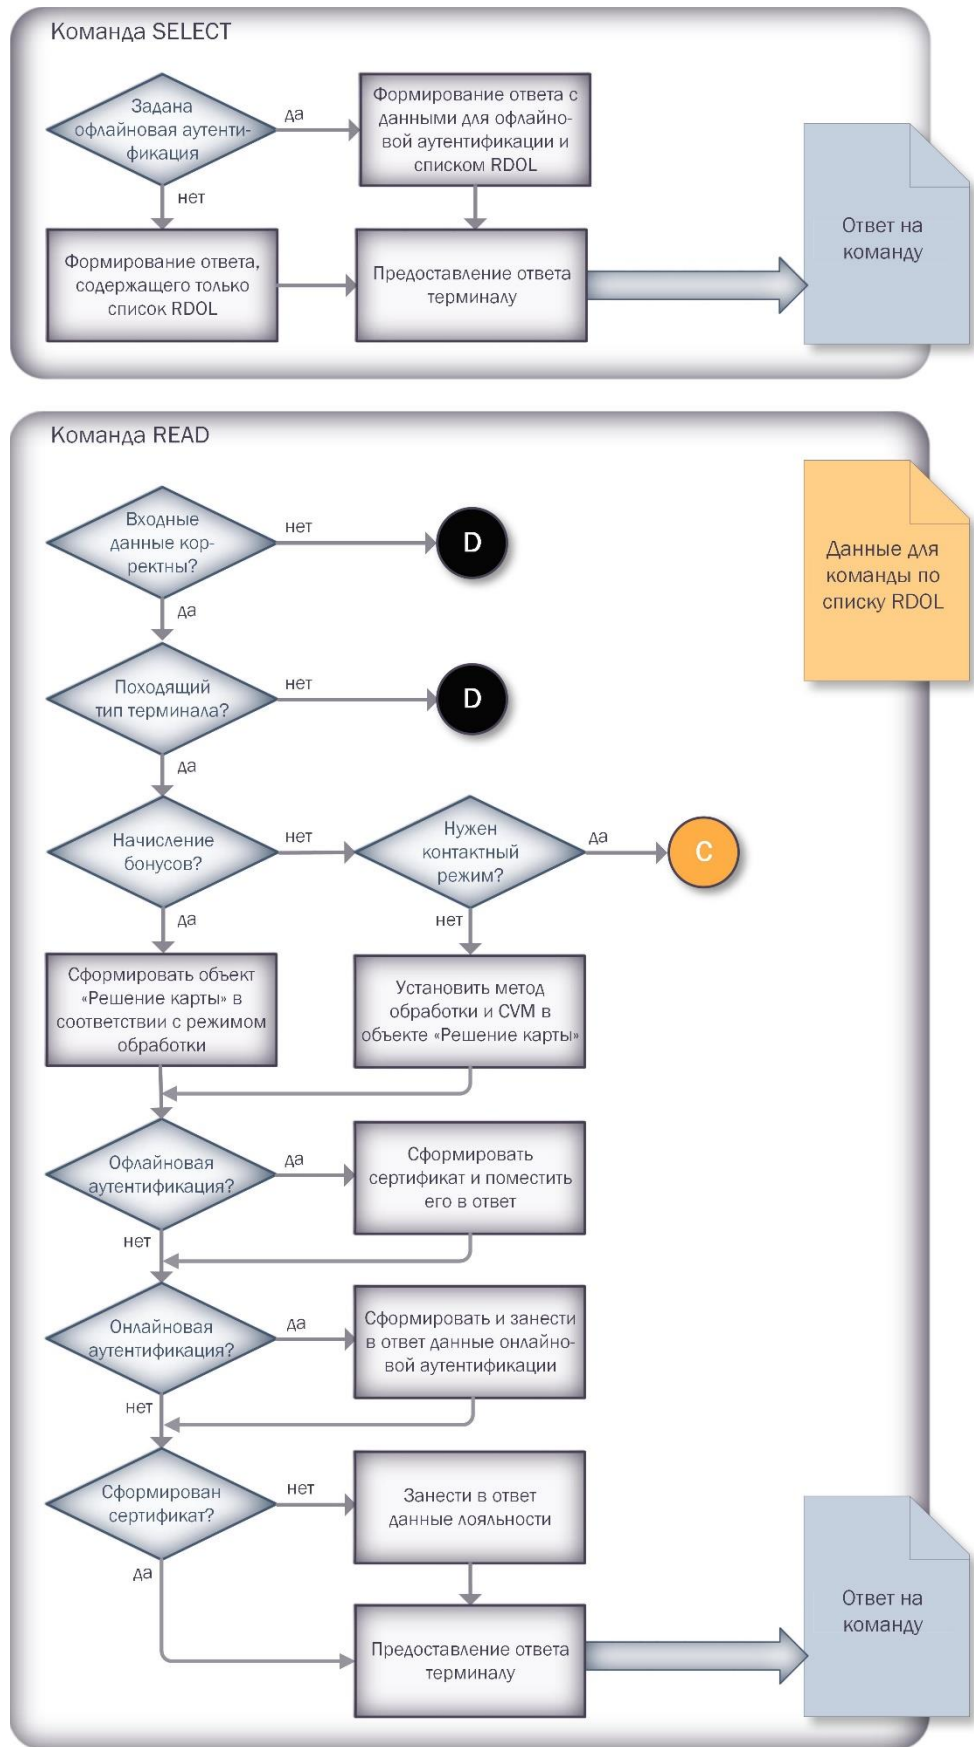 Команда SELECT
Задана
офлайновая аутенти-
фикация
да
Формирование ответа с
данными для офлайно-
вой аутентификации и
списком RDOL
нет
Формирование ответа,
содержащего только
список RDOL
Предоставление ответа
терминалу
Ответ на
команду
Команда READ
Входные
данные кор-
ректны?
нет
D
Данные для
команды по
списку RDOL
да
Походящий
тип терминала?
нет
D
да
Начисление
бонусов?
нет
Нужен
контактный
режим?
да
C
да
нет
Сформировать объект
«Решение карты» в
соответствии с режимом
обработки
Установить метод
обработки и CVM в
объекте «Решение карты»
Офлайновая
аутентификация?
да
Сформировать
сертификат и поместить
его в ответ
нет
Онлайновая
аутентификация?
да
Сформировать и занести
в ответ данные онлайно-
вой аутентификации
нет
Сформирован
сертификат?
нет
Занести в ответ
данные лояльности
да
Предоставление ответа
терминалу
Ответ на
команду